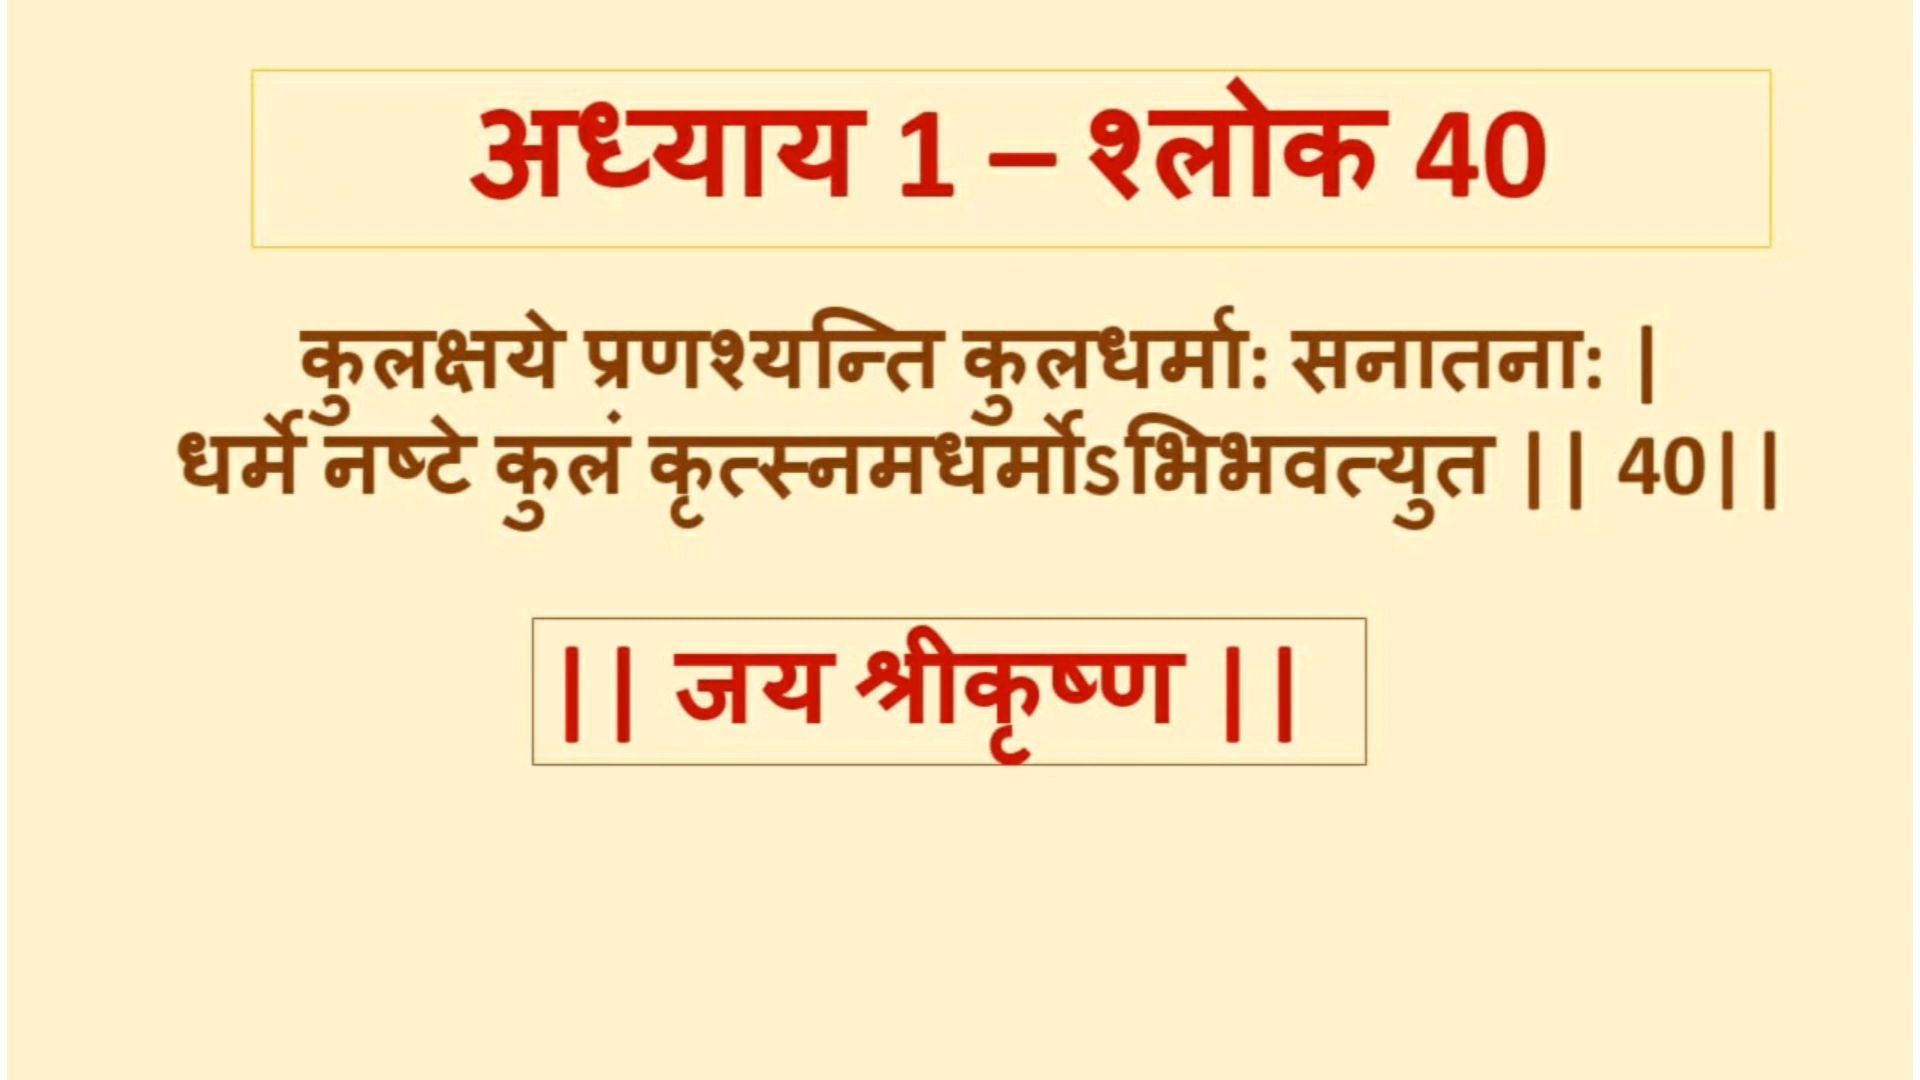 अध्याय 1 – श्लोक 40
कुलक्षये प्रणश्यन्ति कुलधर्माः सनातनाः |
धर्मे नष्टे कुलं कृत्स्नमधर्मोऽभिभवत्युत || 40||
|| जय श्रीकृष्ण ||